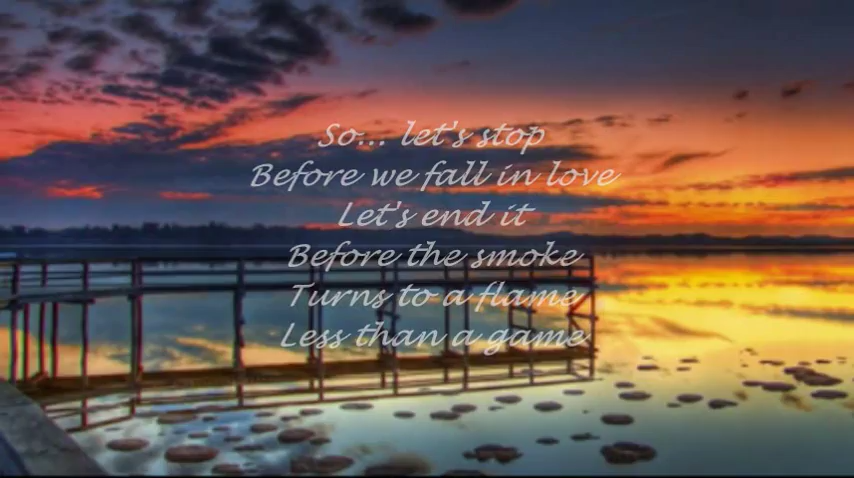 So... let's stop
Before we fall in love
Let's end it
Before the smoke
Turns to a flame
Less than a game